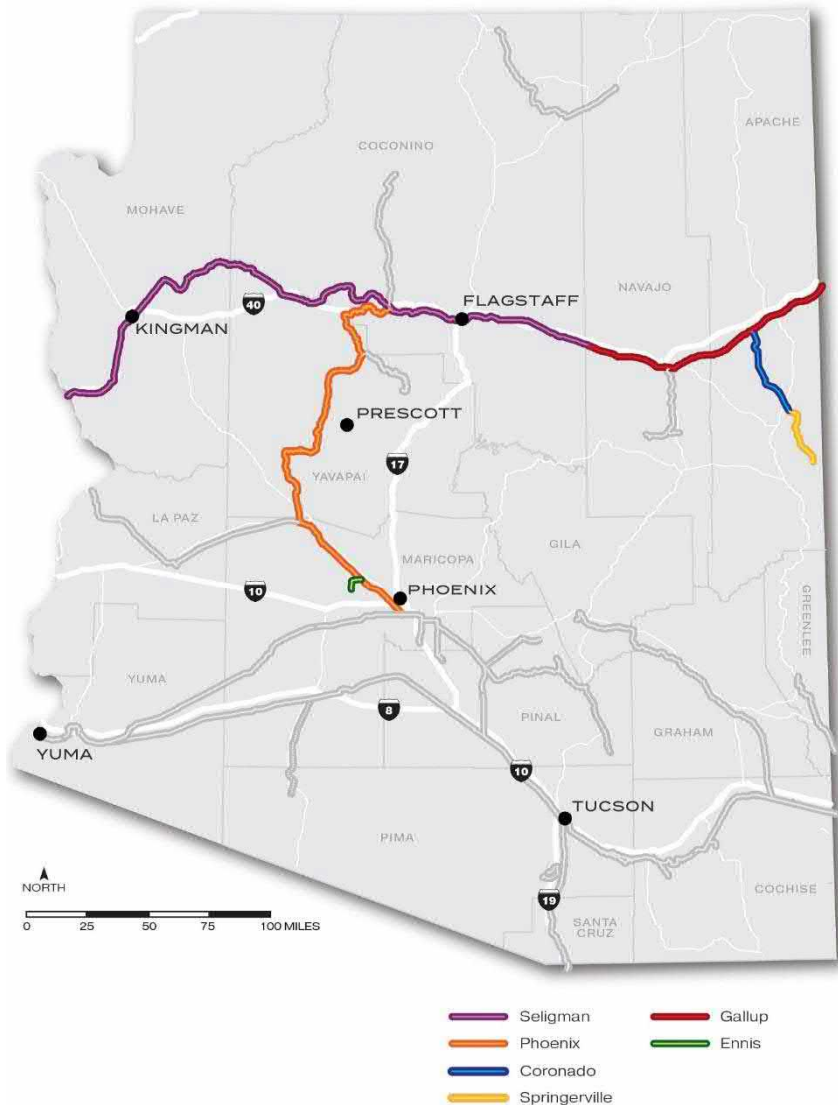 APACHE
COCONINO
MOHAVE
NAVAJO
40
FLAGSTAFF
KINGMAN
PRESCOTT
17
YAVAPAI
LA PAZ
GILA
MARICOPA
10
PHOENIX
GREENLEE
YUMA
8
PINAL
GRAHAM
YUMA
10
TUCSON
PIMA
NORTH
COCHISE
19
SANTA
CRUZ
0 25 50 75 100 MILES
Seligman
Phoenix
Coronado
Springerville
Gallup
Ennis